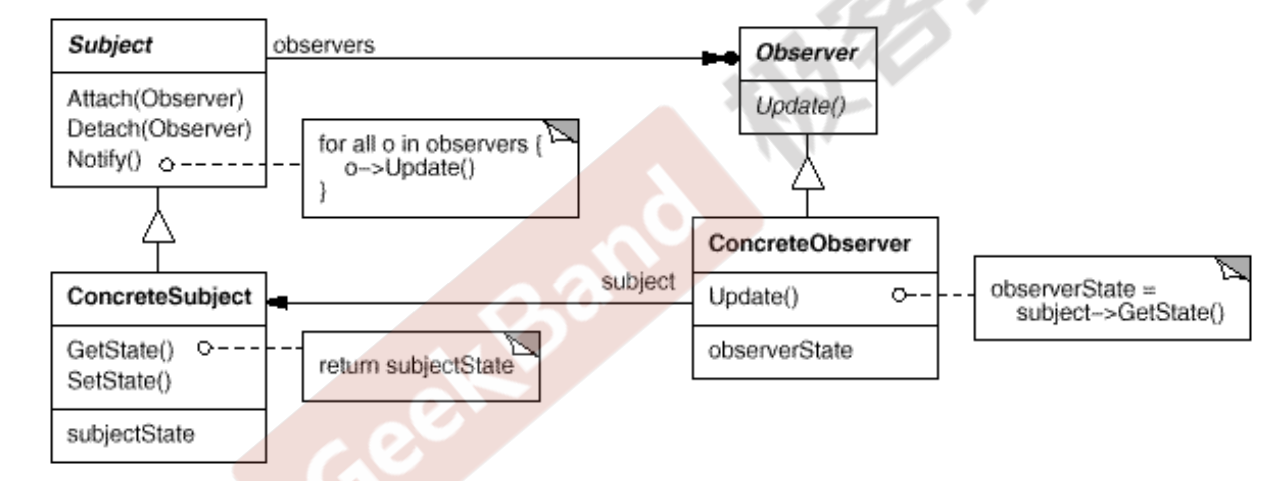 Subject
observers
Observer
Attach(Observer)
Detach(Observer)
Notify()
for all o in observers {
o->Update()
}
Update()
ConcreteSubject
GetState()
SetState()
subjectState
return subjectState
subject
ConcreteObserver
Update()
observerState
observerState =
subject->GetState()
GeekBand
极客